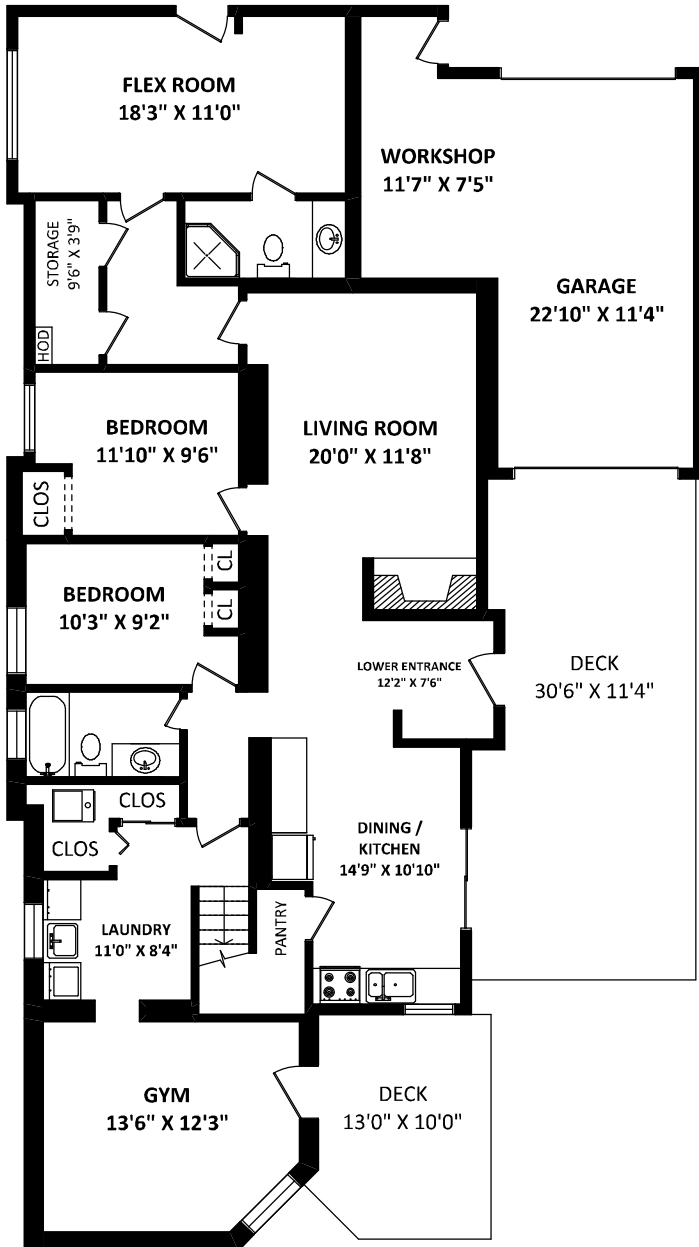 FLEX ROOM
18'3" X 11'0"
WORKSHOP
11'7" X 7'5"
STORAGE
9'6" X 3'9"
HOD
GARAGE
22'10" X 11'4"
BEDROOM
11'10" X 9'6"
CLOS
LIVING ROOM
20'0" X 11'8"
BEDROOM
10'3" X 9'2"
CL
CL
LOWER ENTRANCE
12'2" X 7'6"
DECK
30'6" X 11'4"
CLOS
CLOS
DINING /
KITCHEN
14'9" X 10'10"
LAUNDRY
11'0" X 8'4"
PANTRY
GYM
13'6" X 12'3"
DECK
13'0" X 10'0"